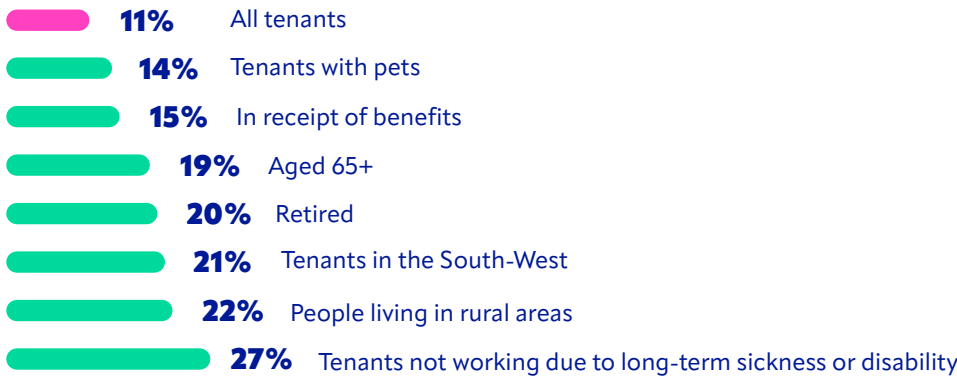 11% All tenants
14% Tenants with pets
15% In receipt of benefits
19% Aged 65+
20% Retired
21% Tenants in the South-West
22% People living in rural areas
27% Tenants not working due to long-term sickness or disability